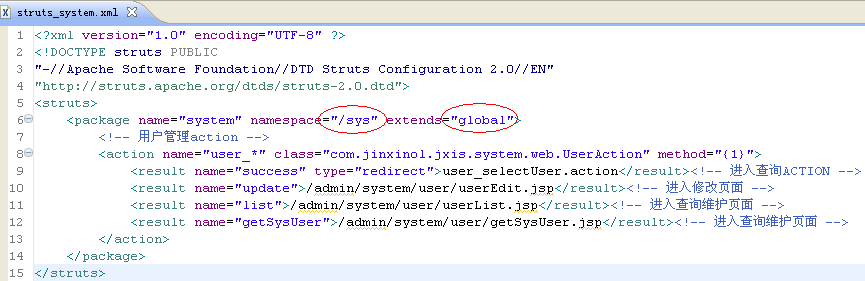 struts_system.xml
1 <?xml version="1.0" encoding="UTF-8" ?>
2 <!DOCTYPE struts PUBLIC
3 "-//Apache Software Foundation//DTD Struts Configuration 2.0//EN"
4 "http://struts.apache.org/dtds/struts-2.0.dtd">
5 <struts>
6 <package name="system" namespace="/sys" extends="global">
7 <!-- 用户管理action -->
8 <action name="user_*" class="com.jinxinol.jxis.system.web.UserAction" method="{1}">
9 <result name="success" type="redirect">user_selectUser.action</result><!-- 进入查询ACTION -->
10 <result name="update">/admin/system/user/userEdit.jsp</result><!-- 进入修改页面 -->
11 <result name="list">/admin/system/user/userList.jsp</result><!-- 进入查询维护页面 -->
12 <result name="getSysUser">/admin/system/user/getSysUser.jsp</result><!-- 进入查询维护页面 -->
13 </action>
14 </package>
15 </struts>